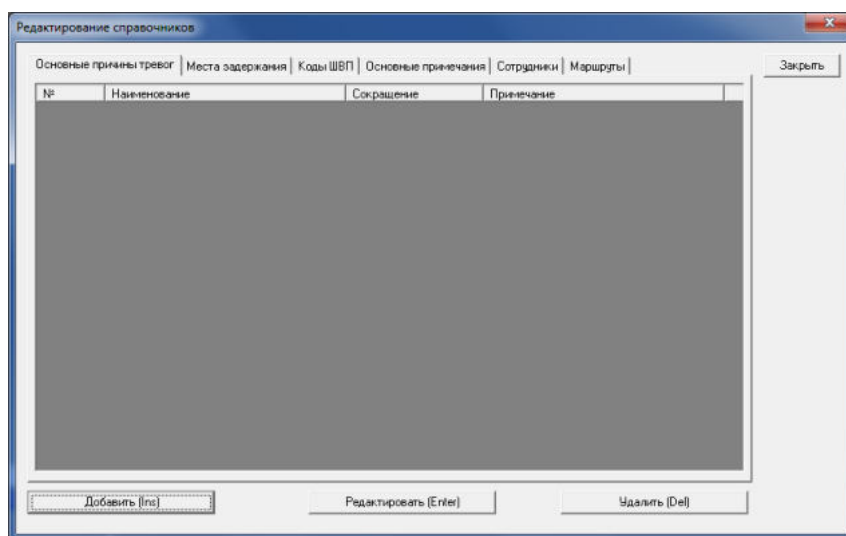 Редактирование справочников
Основные причины тревог Места задержания Коды ШВП Основные примечания Сотрудники Маршруты Закрыть
№ Наименование Сокращение Примечание
Добавить (Ins) Редактировать (Enter) Удалить (Del)